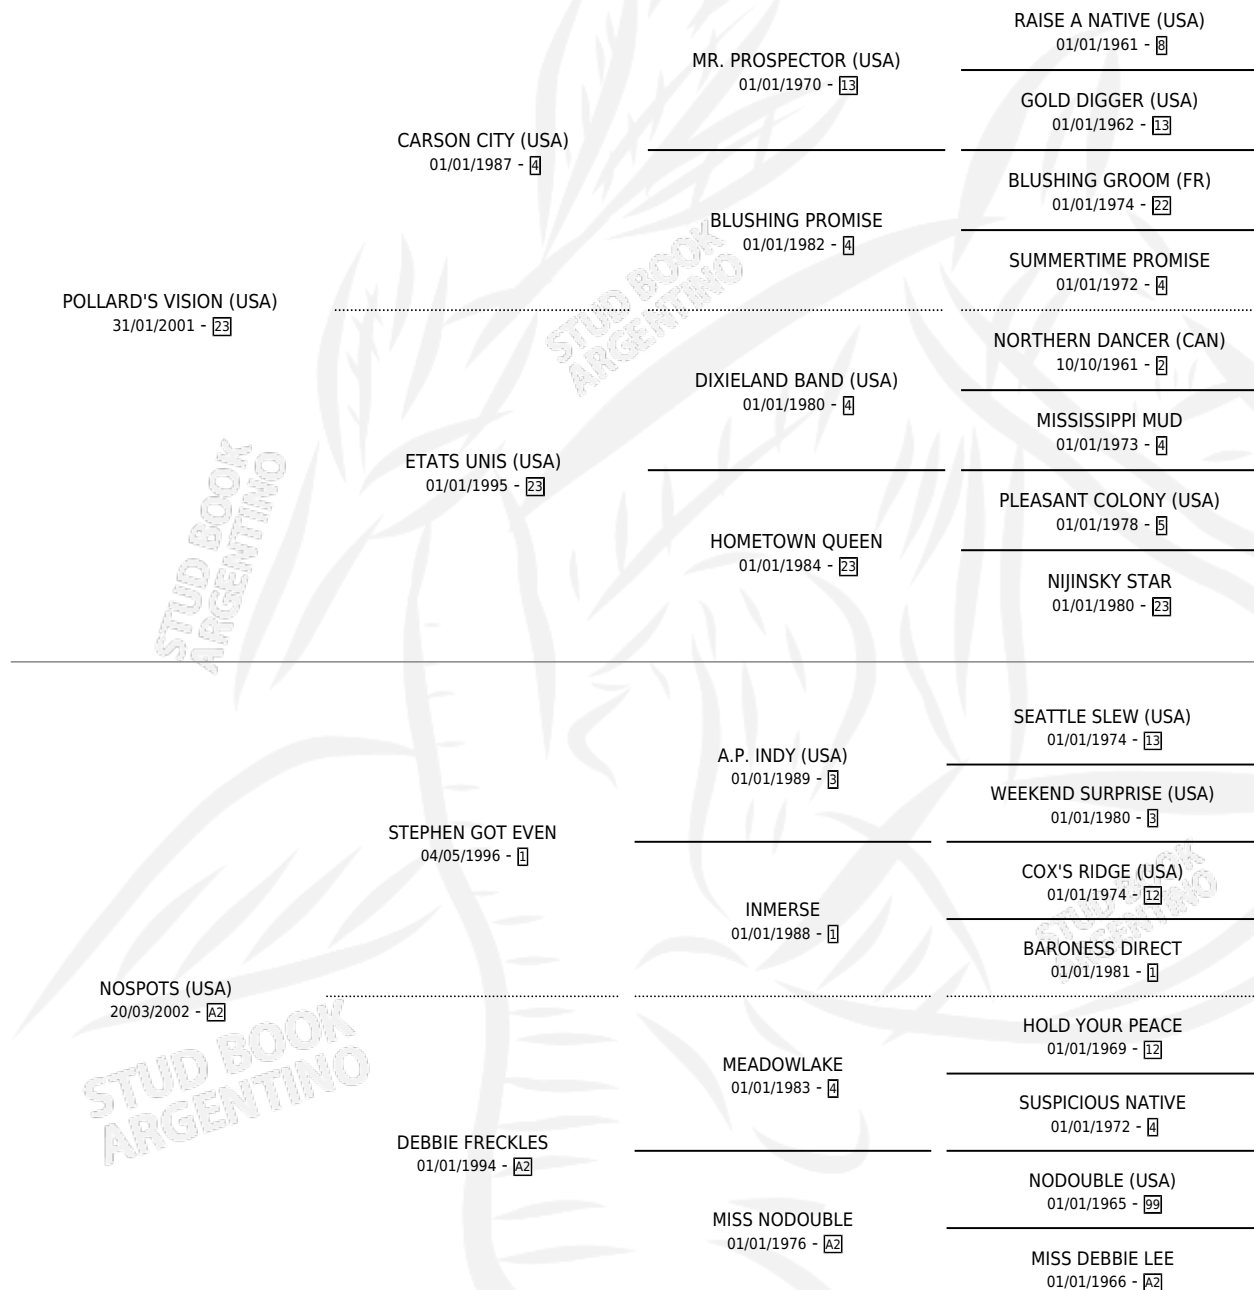 RAISE A NATIVE (USA)
01/01/1961 - 8
MR. PROSPECTOR (USA)
01/01/1970 - 13
GOLD DIGGER (USA)
01/01/1962 - 13
CARSON CITY (USA)
01/01/1987 - 4
BLUSHING GROOM (FR)
01/01/1974 - 22
BLUSHING PROMISE
01/01/1982 - 4
SUMMERTIME PROMISE
01/01/1972 - 4
POLLARD'S VISION (USA)
31/01/2001 - 23
STUD BOOK
ARGENTINO
NORTHERN DANCER (CAN)
10/10/1961 - 2
DIXIELAND BAND (USA)
01/01/1980 - 4
MISSISSIPPI MUD
01/01/1973 - 4
ETATS UNIS (USA)
01/01/1995 - 23
PLEASANT COLONY (USA)
01/01/1978 - 5
HOMETOWN QUEEN
01/01/1984 - 23
NIJINSKY STAR
01/01/1980 - 23
STUD BOOK
ARGENTINO
SEATTLE SLEW (USA)
01/01/1974 - 13
A.P. INDY (USA)
01/01/1989 - 3
WEEKEND SURPRISE (USA)
01/01/1980 - 3
STEPHEN GOT EVEN
04/05/1996 - 1
COX'S RIDGE (USA)
01/01/1974 - 12
INMERSE
01/01/1988 - 1
STUD BOOK
ARGENTINO
BARONESS DIRECT
01/01/1981 - 1
NOSPOTS (USA)
20/03/2002 - A2
STUD BOOK
ARGENTINO
HOLD YOUR PEACE
01/01/1969 - 12
MEADOWLAKE
01/01/1983 - 4
SUSPICIOUS NATIVE
01/01/1972 - 4
DEBBIE FRECKLES
01/01/1994 - A2
NODOUBLE (USA)
01/01/1965 - 99
MISS NODOUBLE
01/01/1976 - A2
MISS DEBBIE LEE
01/01/1966 - A2